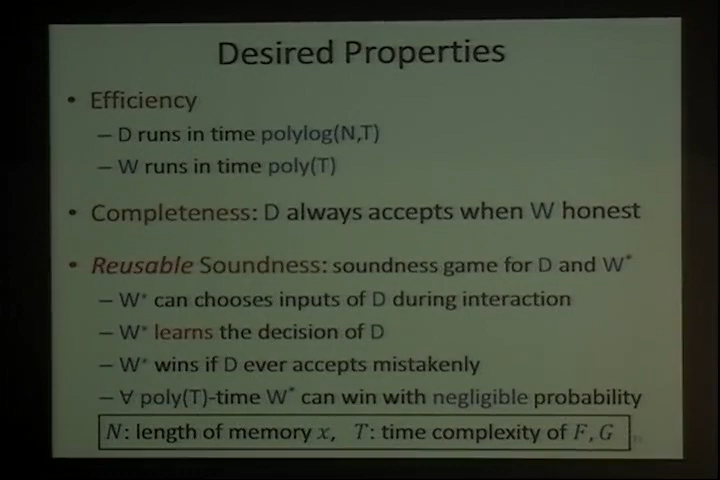 Desired Properties
• Efficiency
– D runs in time polylog(N,T)
– W runs in time poly(T)
• Completeness: D always accepts when W honest
• Reusable Soundness: soundness game for D and W*
– W* can chooses inputs of D during interaction
– W* learns the decision of D
– W* wins if D ever accepts mistakenly
– ∀ poly(T)-time W* can win with negligible probability
N: length of memory x, T: time complexity of F, G